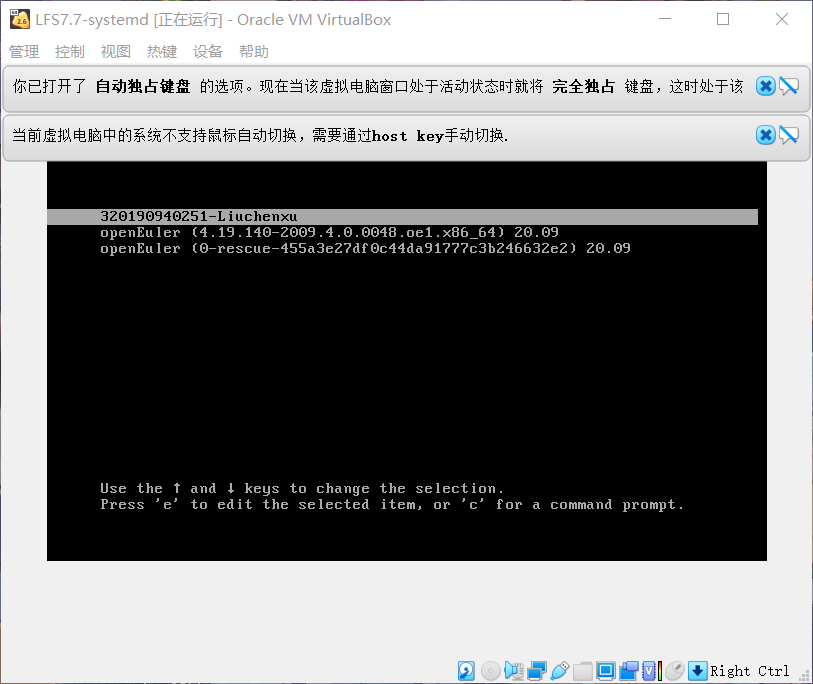 LFS7.7-systemd [正在运行] - Oracle VM VirtualBox
管理 控制 视图 热键 设备 帮助
你已打开了 自动独占键盘 的选项。现在当该虚拟电脑窗口处于活动状态时就将 完全独占 键盘，这时处于该
当前虚拟电脑中的系统不支持鼠标自动切换，需要通过host key手动切换.
320190940251-Liuchenxu
openEuler (4.19.140-2009.4.0.0048.oe1.x86_64) 20.09
openEuler (0-rescue-455a3e27df0c44da91777c3b246632e2) 20.09
Use the ↑ and ↓ keys to change the selection.
Press 'e' to edit the selected item, or 'c' for a command prompt.
Right Ctrl